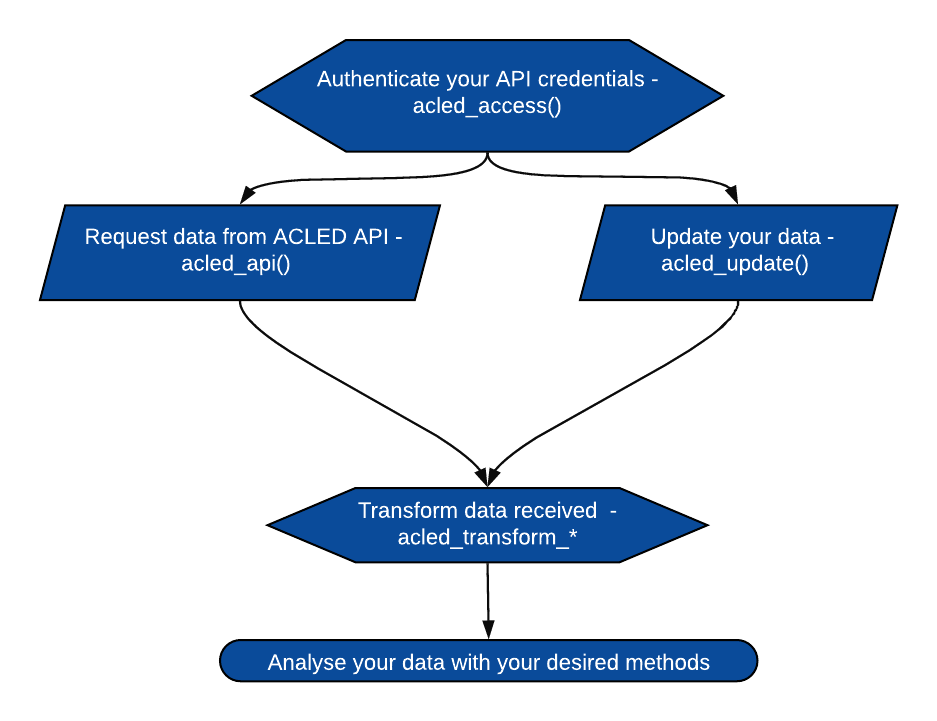 Authenticate your API credentials -
acled_access()
Request data from ACLED API -
acled_api()
Update your data -
acled_update()
Transform data received  -
acled_transform_*
Analyse your data with your desired methods